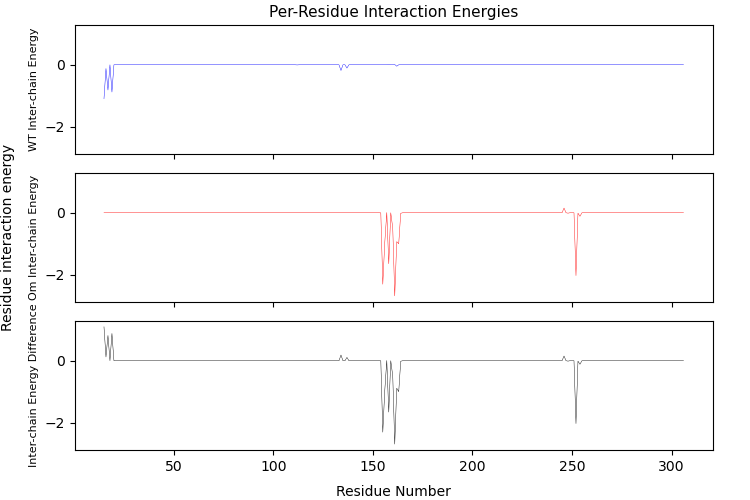 Per-Residue Interaction Energies
Residue interaction energy
WT Inter-chain Energy
0
−2
Om Inter-chain Energy
0
−2
Inter-chain Energy Difference
0
−2
50
100
150
200
250
300
Residue Number